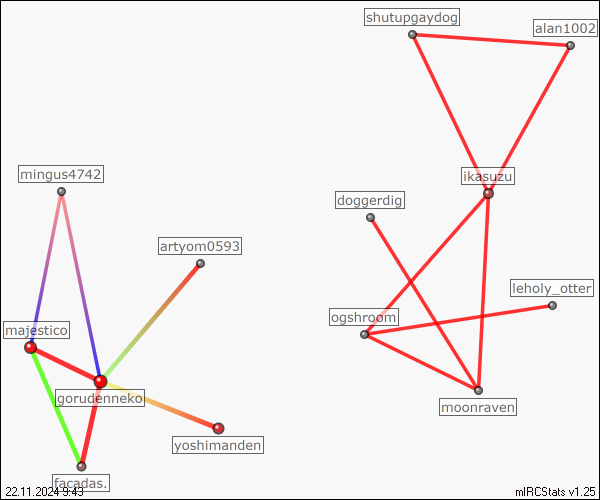 shutupgaydog
alan1002
mingus4742
ikasuzu
doggerdig
artyom0593
leholy_otter
ogshroom
majestico
gorudenneko
moonraven
yoshimanden
facadas.
22.11.2024 9:43
mIRCStats v1.25